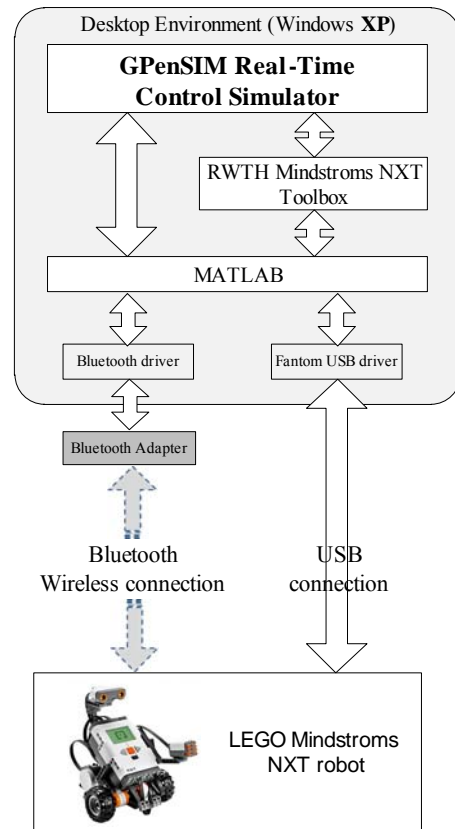 Desktop Environment (Windows XP)
GPenSIM Real-Time
Control Simulator
RWTH Mindstroms NXT
Toolbox
MATLAB
Bluetooth driver
Fantom USB driver
Bluetooth Adapter
Bluetooth
Wireless connection
USB
connection
LEGO Mindstroms
NXT robot